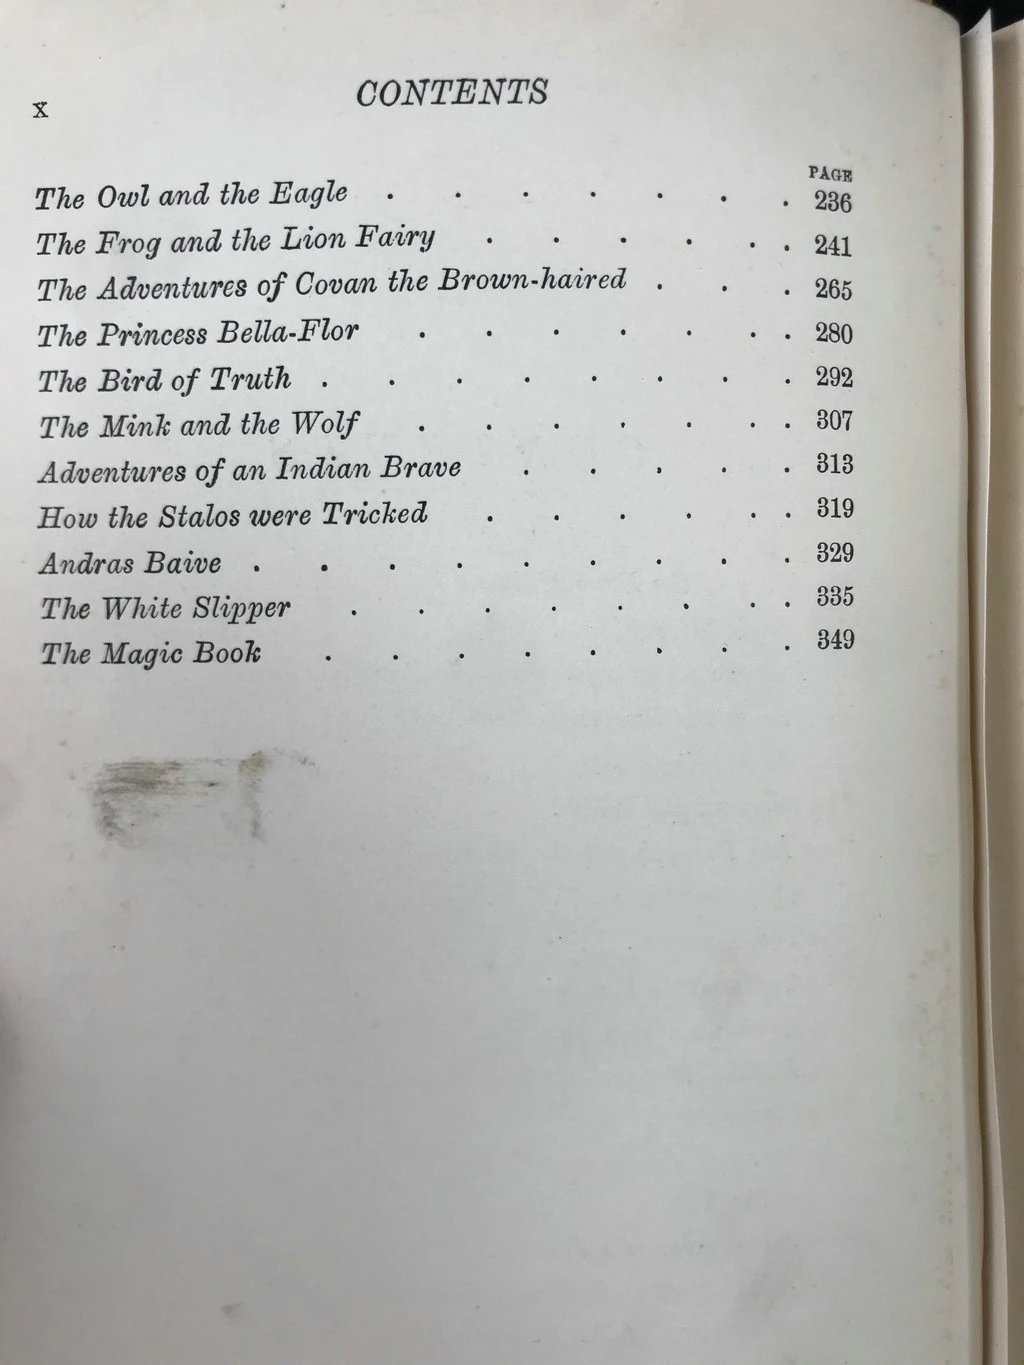 x
CONTENTS
PAGE
The Owl and the Eagle . . . . . . . 236
The Frog and the Lion Fairy . . . . . . 241
The Adventures of Covan the Brown-haired . . . 265
The Princess Bella-Flor . . . . . . . 280
The Bird of Truth . . . . . . . . 292
The Mink and the Wolf . . . . . . . 307
Adventures of an Indian Brave . . . . . 313
How the Stalos were Tricked . . . . . . 319
Andras Baive . . . . . . . . . 329
The White Slipper . . . . . . . . 335
The Magic Book . . . . . . . . 349